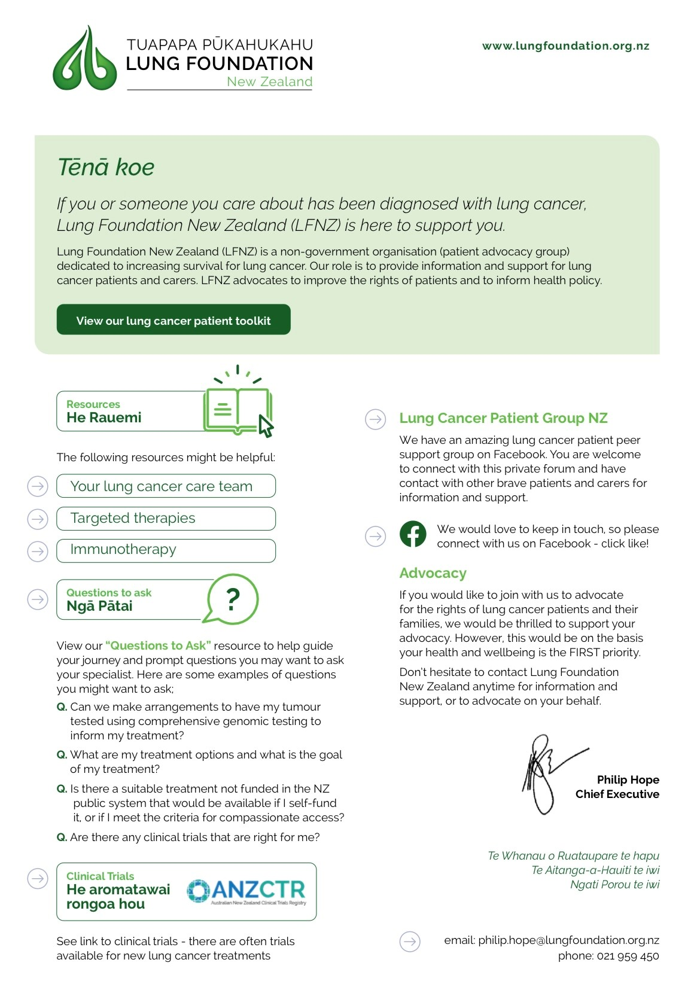 TUAPAPA PŪKAHUKAHU
LUNG FOUNDATION
New Zealand
www.lungfoundation.org.nz
Tēnā koe
If you or someone you care about has been diagnosed with lung cancer,
Lung Foundation New Zealand (LFNZ) is here to support you.
Lung Foundation New Zealand (LFNZ) is a non-government organisation (patient advocacy group)
dedicated to increasing survival for lung cancer. Our role is to provide information and support for lung
cancer patients and carers. LFNZ advocates to improve the rights of patients and to inform health policy.
View our lung cancer patient toolkit
Resources
He Rauemi
The following resources might be helpful:
Your lung cancer care team
Targeted therapies
Immunotherapy
Questions to ask
Ngā Pātai
?
View our “Questions to Ask” resource to help guide
your journey and prompt questions you may want to ask
your specialist. Here are some examples of questions
you might want to ask;
Q. Can we make arrangements to have my tumour
tested using comprehensive genomic testing to
inform my treatment?
Q. What are my treatment options and what is the goal
of my treatment?
Q. Is there a suitable treatment not funded in the NZ
public system that would be available if I self-fund
it, or if I meet the criteria for compassionate access?
Q. Are there any clinical trials that are right for me?
Clinical Trials
He aromatawai
rongoa hou
ANZCTR
Australian New Zealand Clinical Trials Registry
See link to clinical trials - there are often trials
available for new lung cancer treatments
Lung Cancer Patient Group NZ
We have an amazing lung cancer patient peer
support group on Facebook. You are welcome
to connect with this private forum and have
contact with other brave patients and carers for
information and support.
We would love to keep in touch, so please
connect with us on Facebook - click like!
Advocacy
If you would like to join with us to advocate
for the rights of lung cancer patients and their
families, we would be thrilled to support your
advocacy. However, this would be on the basis
your health and wellbeing is the FIRST priority.
Don’t hesitate to contact Lung Foundation
New Zealand anytime for information and
support, or to advocate on your behalf.
Philip Hope
Chief Executive
Te Whanau o Ruataupare te hapu
Te Aitanga-a-Hauiti te iwi
Ngati Porou te iwi
email: philip.hope@lungfoundation.org.nz
phone: 021 959 450